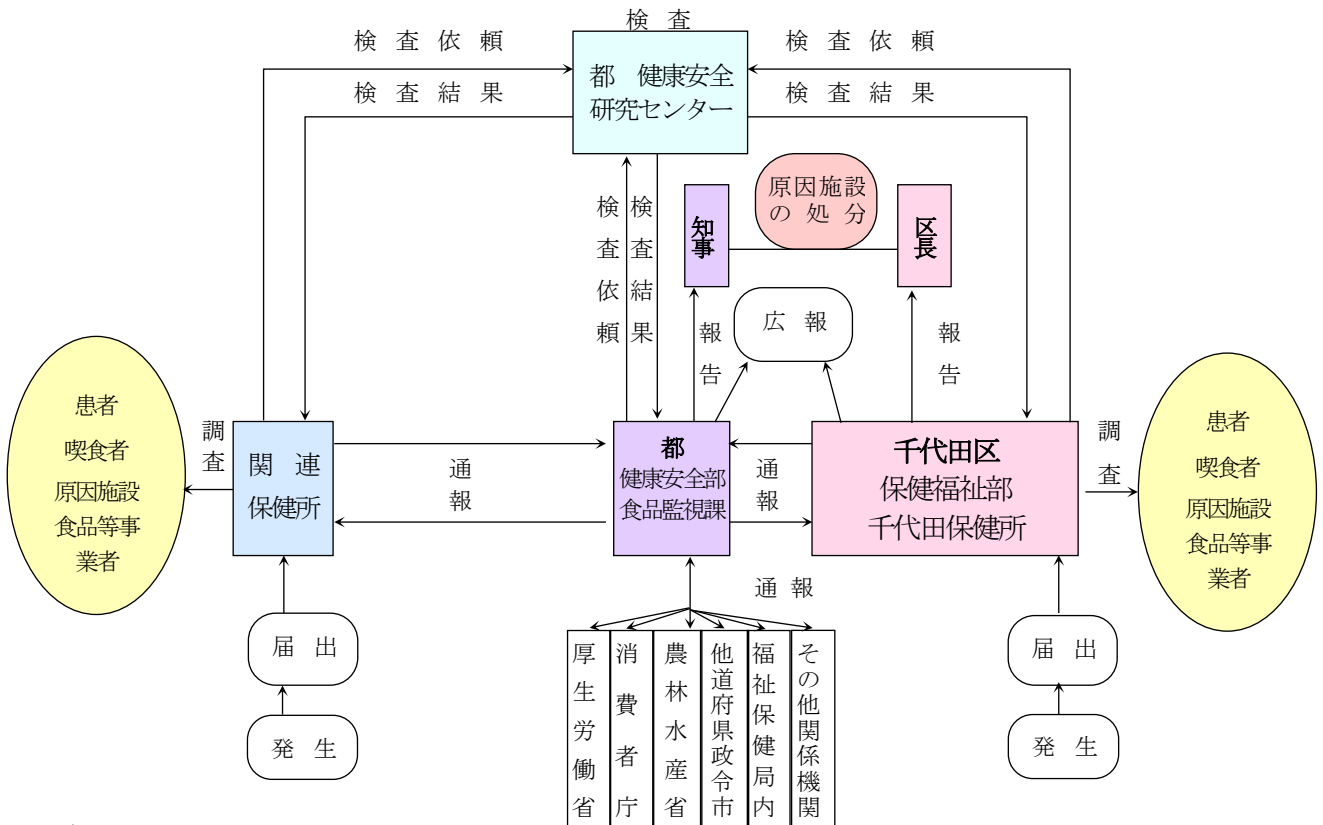 検査
検査依頼
検査依頼
都 健康安全
研究センター
検査結果
検査結果
原因施設
の処分
知事
区長
検査依頼
検査結果
広報
報告
報告
患者
喫食者
原因施設
食品等事
業者
調査
関連
保健所
通報
都
健康安全部
食品監視課
通報
千代田区
保健福祉部
千代田保健所
調査
患者
喫食者
原因施設
食品等事
業者
通報
届出
発生
厚生労働省
消費者庁
農林水産省
他道府県政令市
福祉保健局内
その他関係機関
届出
発生